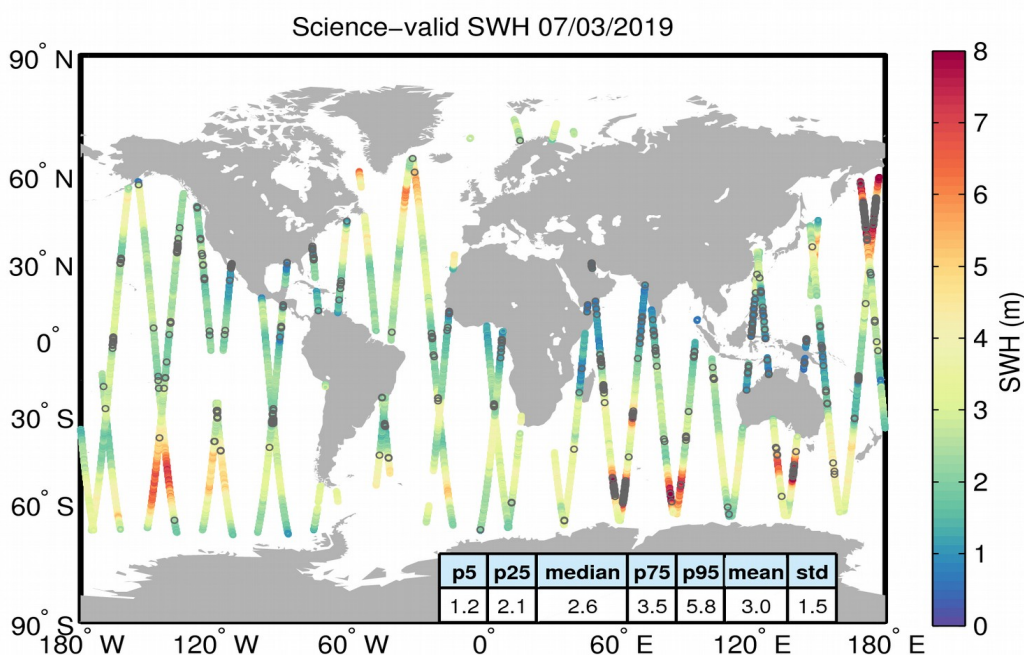 Science−valid SWH 07/03/2019
90° N
60° N
30° N
0°
30° S
60° S
90° S
180° W 120° W 60° W 0° 60° E 120° E 180° E
p5 p25 median p75 p95 mean std
1.2 2.1 2.6 3.5 5.8 3.0 1.5
8
7
6
5
4
3
2
1
0
SWH (m)